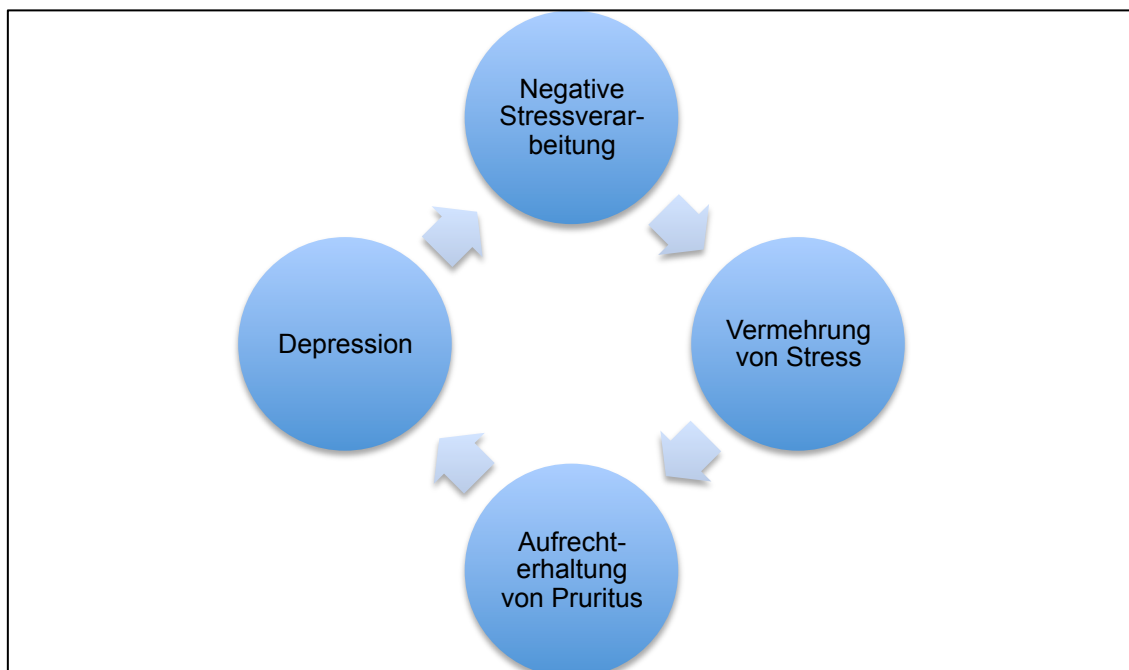 Negative
Stressverar-
beitung
Vermehrung
von Stress
Aufrecht-
erhaltung
von Pruritus
Depression